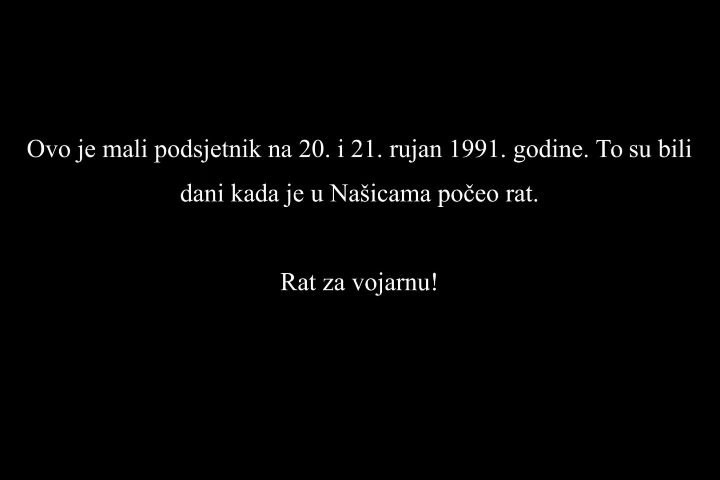 Ovo je mali podsjetnik na 20. i 21. rujan 1991. godine. To su bili
dani kada je u Našicama počeo rat.
Rat za vojarnu!